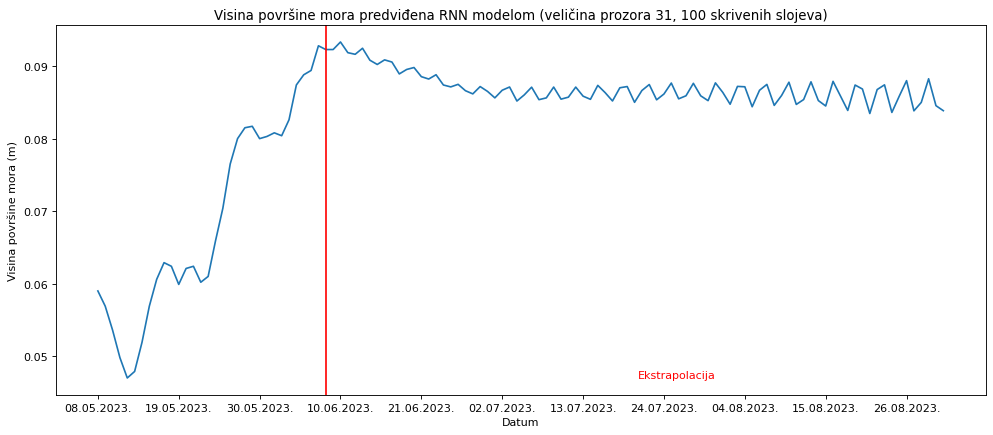 Visina površine mora predviđena RNN modelom (veličina prozora 31, 100 skrivenih slojeva)
Visina površine mora (m)
0.09
0.08
0.07
0.06
0.05
Ekstrapolacija
08.05.2023. 19.05.2023. 30.05.2023. 10.06.2023. 21.06.2023. 02.07.2023. 13.07.2023. 24.07.2023. 04.08.2023. 15.08.2023. 26.08.2023.
Datum